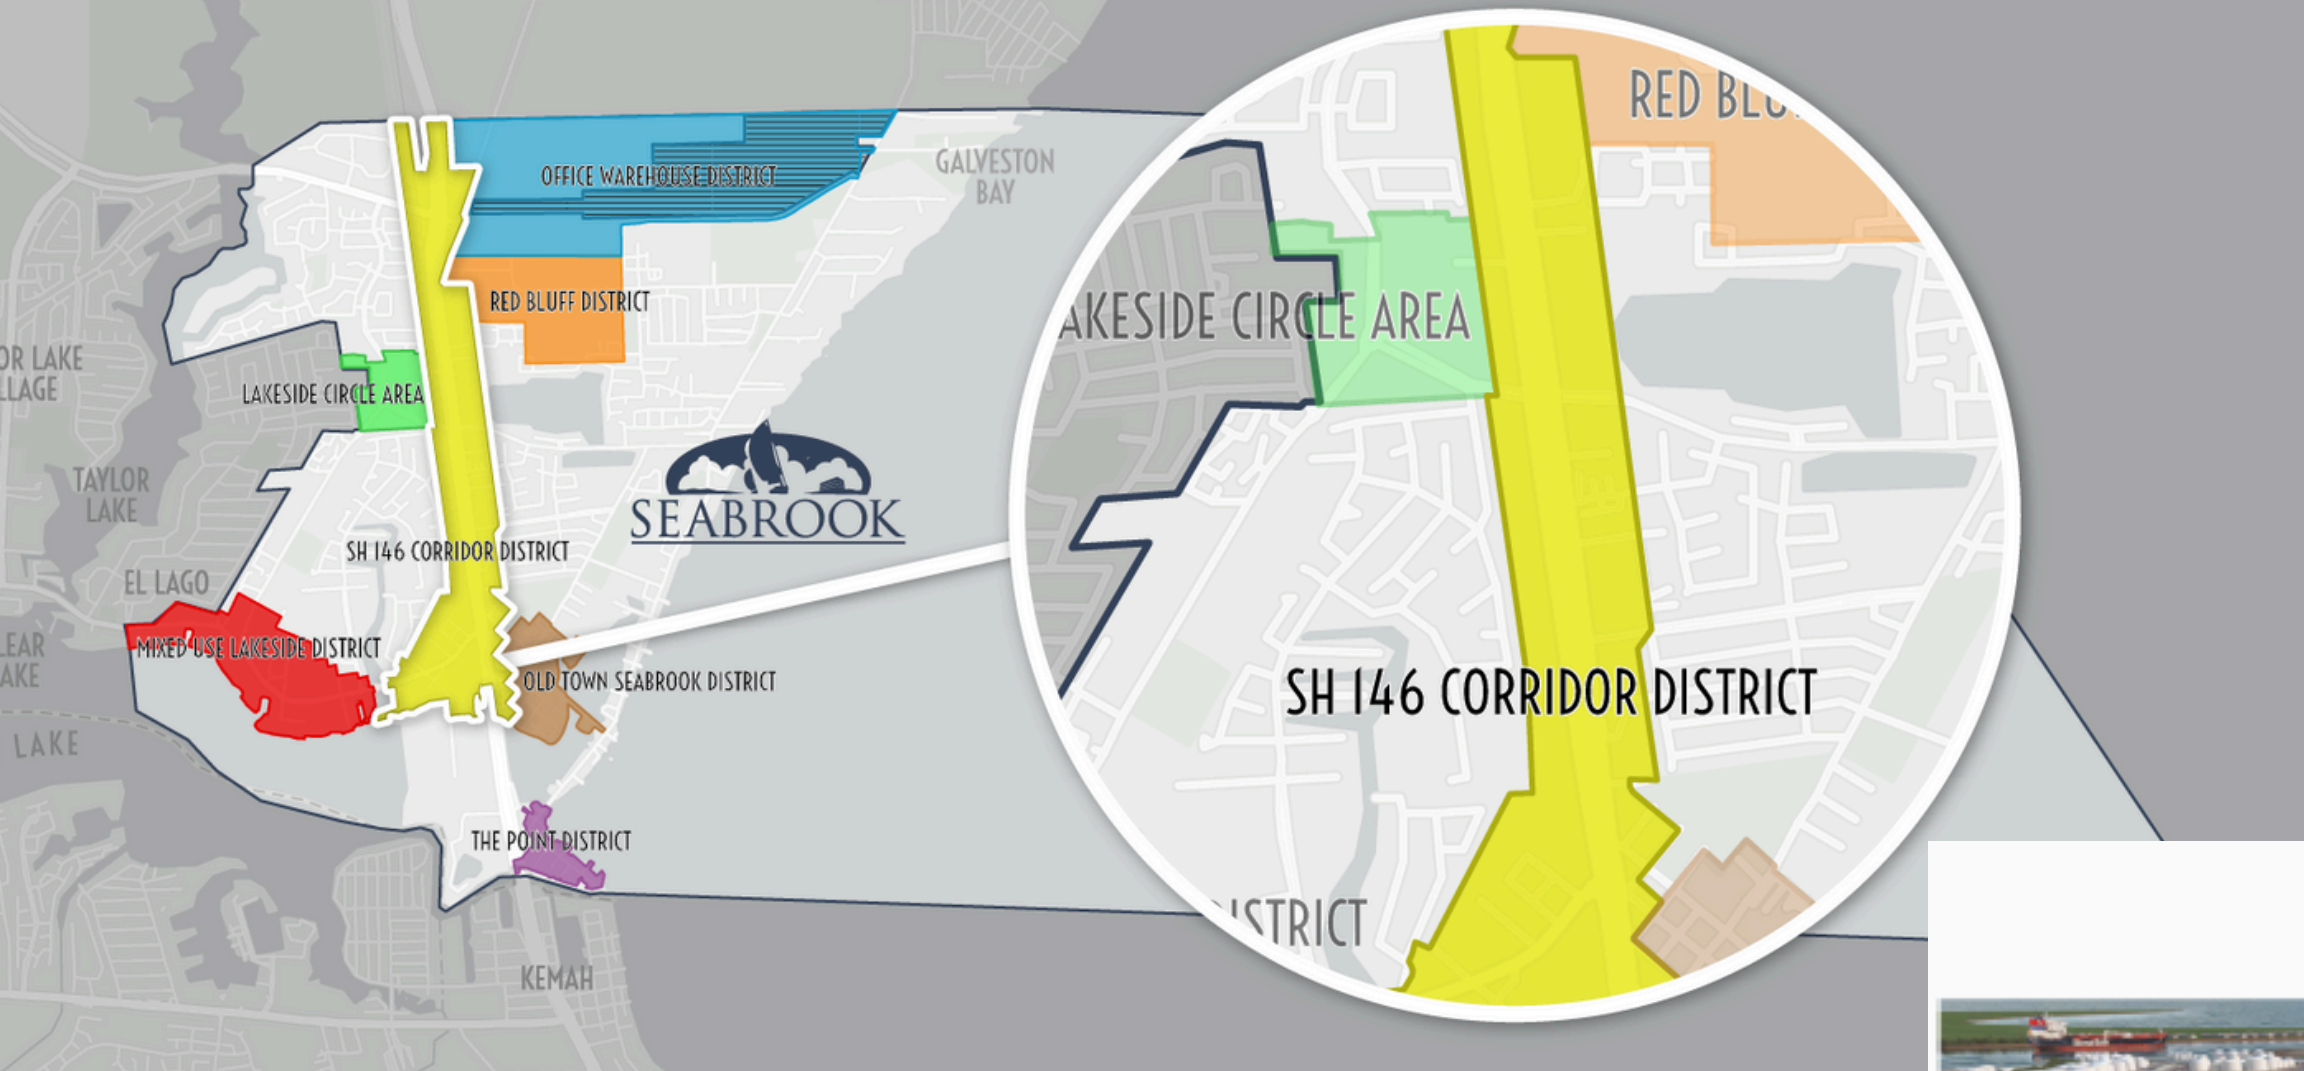 OFFICE WAREHOUSE DISTRICT
GALVESTON
BAY
RED BLUFF DISTRICT
LAKESIDE CIRCLE AREA
OR LAKE
LLAGE
TAYLOR
LAKE
SEABROOK
SH 146 CORRIDOR DISTRICT
EL LAGO
MIXED USE LAKESIDE DISTRICT
LEAR
AKE
OLD TOWN SEABROOK DISTRICT
LAKE
THE POINT DISTRICT
KEMAH
RED BLU
AKESIDE CIRCLE AREA
SH 146 CORRIDOR DISTRICT
ISTRICT